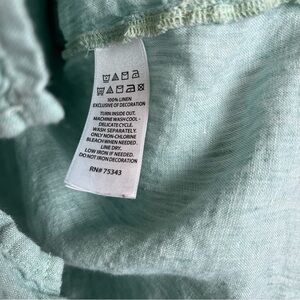 100% LINEN
EXCLUSIVE OF DECORATION
TURN INSIDE OUT.
MACHINE WASH COOL -
DELICATE CYCLE.
WASH SEPARATELY.
ONLY NON-CHLORINE
BLEACH WHEN NEEDED.
LINE DRY.
LOW IRON IF NEEDED.
DO NOT IRON DECORATION
RN# 75343